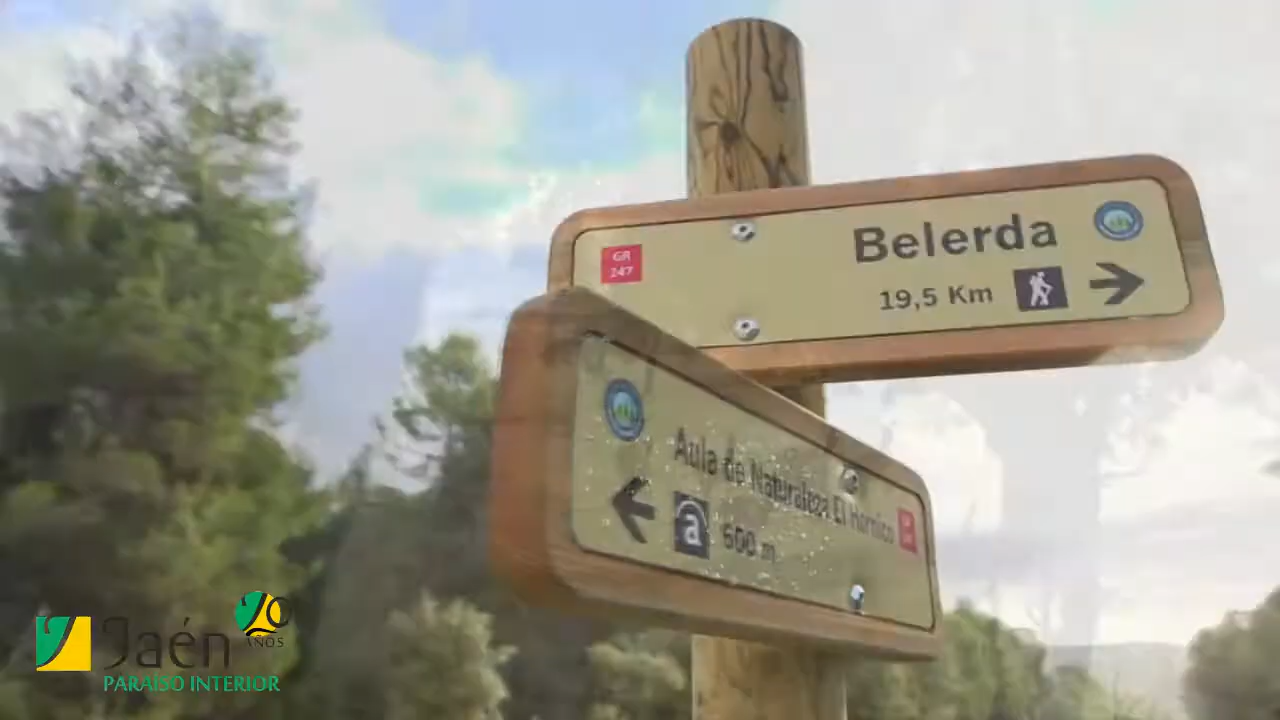 GR
247
Belerda
19,5 Km
Aula de Naturaleza El Hornico
a
600 m
Jaén
20
AÑOS
PARAÍSO INTERIOR